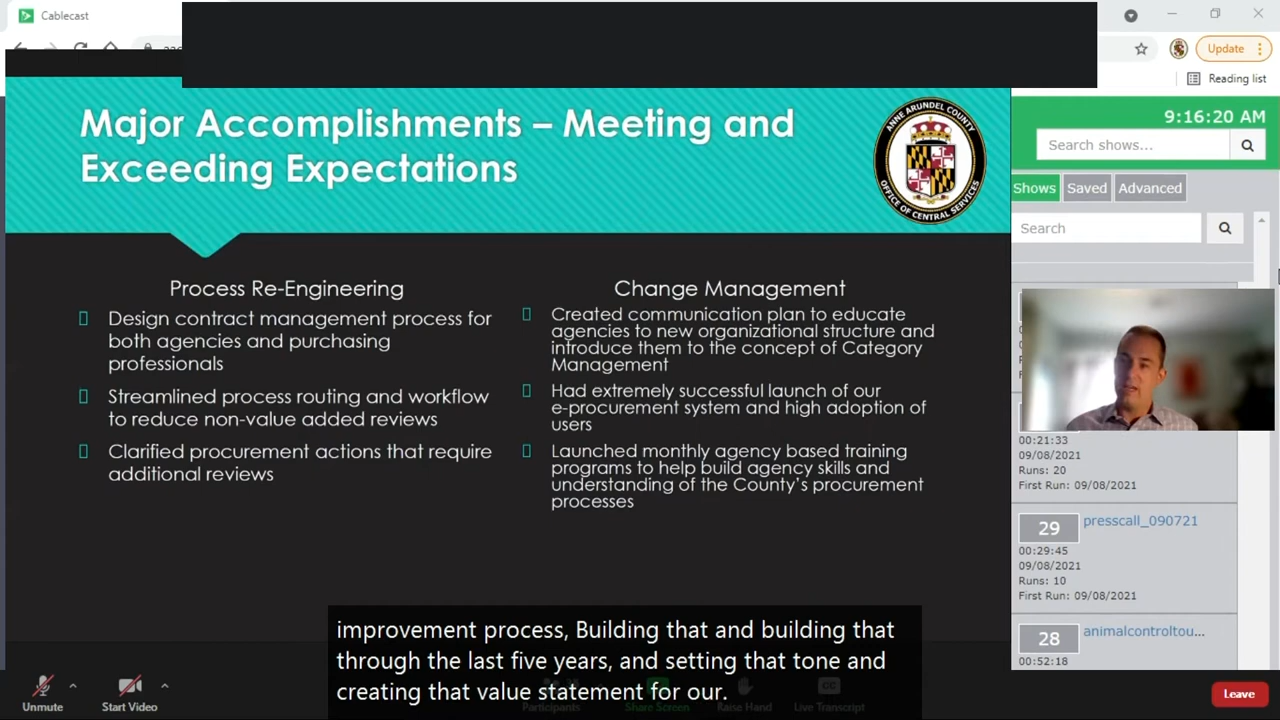 Cablecast
Update
Reading list
Major Accomplishments – Meeting and
Exceeding Expectations
ANNE ARUNDEL COUNTY
OFFICE OF CENTRAL SERVICES
9:16:20 AM
Search shows...
Shows
Saved
Advanced
Search
Process Re-Engineering
Design contract management process for
both agencies and purchasing
professionals
Streamlined process routing and workflow
to reduce non-value added reviews
Clarified procurement actions that require
additional reviews
Change Management
Created communication plan to educate
agencies to new organizational structure and
introduce them to the concept of Category
Management
Had extremely successful launch of our
e-procurement system and high adoption of
users
Launched monthly agency based training
programs to help build agency skills and
understanding of the County's procurement
processes
00:21:33
09/08/2021
Runs: 20
First Run: 09/08/2021
29
presscall_090721
00:29:45
09/08/2021
Runs: 10
First Run: 09/08/2021
28
animalcontroltou...
00:52:18
improvement process, Building that and building that
through the last five years, and setting that tone and
creating that value statement for our.
Unmute
Start Video
Participants
Share Screen
Raise Hand
Live Transcript
Leave